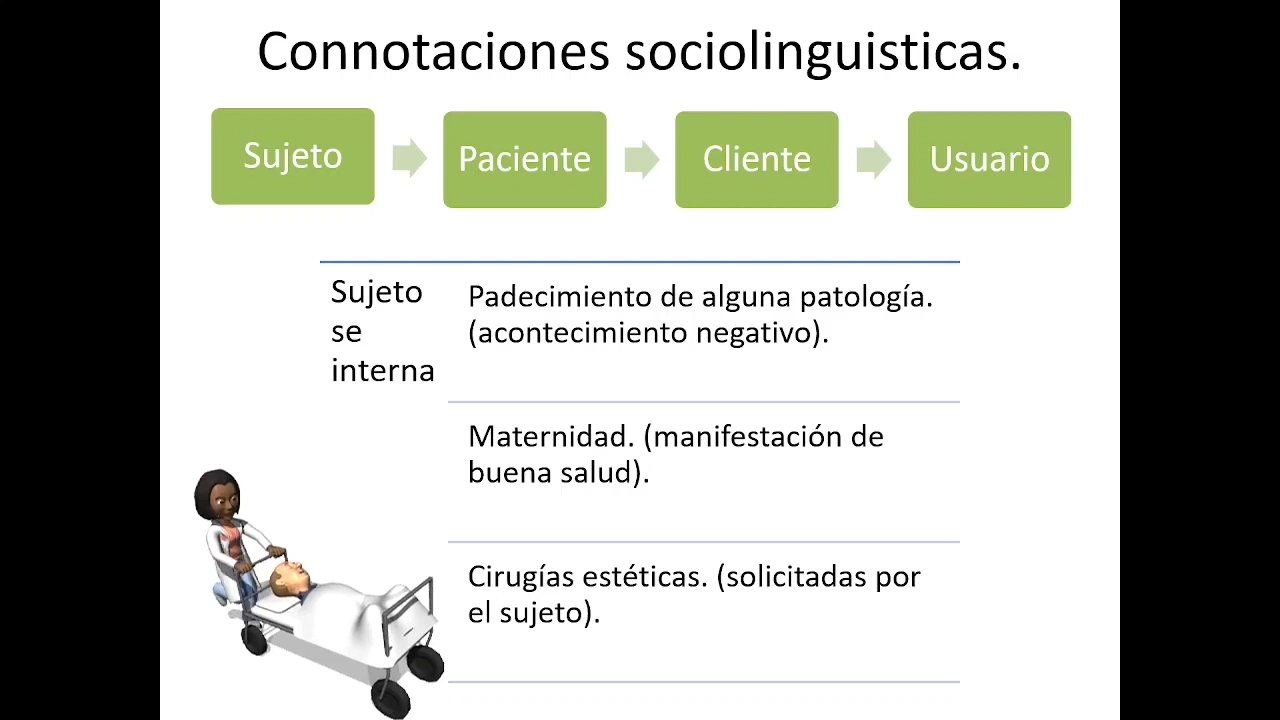 Connotaciones sociolinguisticas.
Sujeto
Paciente
Cliente
Usuario
Sujeto
se
interna
Padecimiento de alguna patología.
(acontecimiento negativo).
Maternidad. (manifestación de
buena salud).
Cirugías estéticas. (solicitadas por
el sujeto).